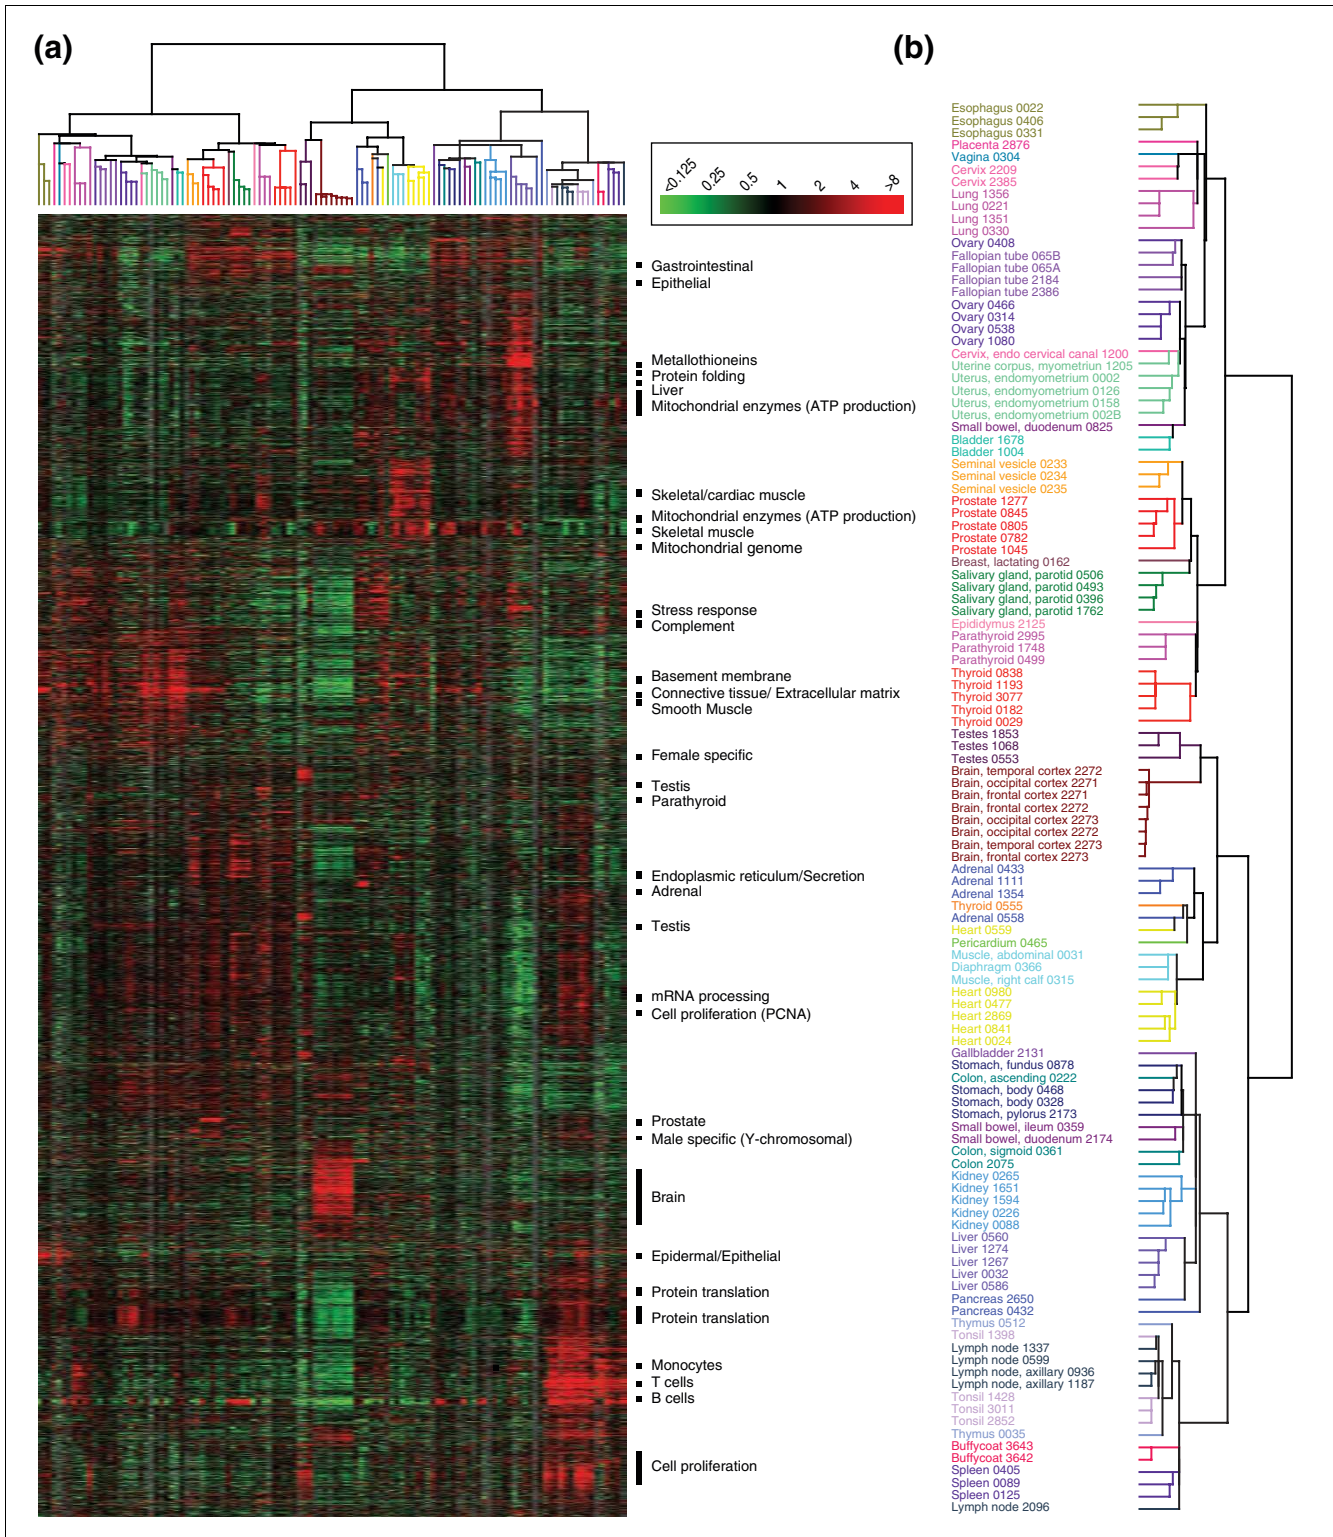 (a)
<0.125
0.25
0.5
1
2
4
>8
Gastrointestinal
Epithelial
Metallothioneins
Protein folding
Liver
Mitochondrial enzymes (ATP production)
Skeletal/cardiac muscle
Mitochondrial enzymes (ATP production)
Skeletal muscle
Mitochondrial genome
Stress response
Complement
Basement membrane
Connective tissue/ Extracellular matrix
Smooth Muscle
Female specific
Testis
Parathyroid
Endoplasmic reticulum/Secretion
Adrenal
Testis
mRNA processing
Cell proliferation (PCNA)
Prostate
Male specific (Y-chromosomal)
Brain
Epidermal/Epithelial
Protein translation
Protein translation
Monocytes
T cells
B cells
Cell proliferation
(b)
Esophagus 0022
Esophagus 0406
Esophagus 0331
Placenta 2876
Vagina 0304
Cervix 2209
Cervix 2385
Lung 1356
Lung 0221
Lung 1351
Lung 0330
Ovary 0408
Fallopian tube 065B
Fallopian tube 065A
Fallopian tube 2184
Fallopian tube 2386
Ovary 0466
Ovary 0314
Ovary 0538
Ovary 1080
Cervix, endo cervical canal 1200
Uterine corpus, myometriun 1205
Uterus, endomyometrium 0002
Uterus, endomyometrium 0126
Uterus, endomyometrium 0158
Uterus, endomyometrium 002B
Small bowel, duodenum 0825
Bladder 1678
Bladder 1004
Seminal vesicle 0233
Seminal vesicle 0234
Seminal vesicle 0235
Prostate 1277
Prostate 0845
Prostate 0805
Prostate 0782
Prostate 1045
Breast, lactating 0162
Salivary gland, parotid 0506
Salivary gland, parotid 0493
Salivary gland, parotid 0396
Salivary gland, parotid 1762
Epididymus 2125
Parathyroid 2995
Parathyroid 1748
Parathyroid 0499
Thyroid 0838
Thyroid 1193
Thyroid 3077
Thyroid 0182
Thyroid 0029
Testes 1853
Testes 1068
Testes 0553
Brain, temporal cortex 2272
Brain, occipital cortex 2271
Brain, frontal cortex 2271
Brain, frontal cortex 2272
Brain, occipital cortex 2273
Brain, occipital cortex 2272
Brain, temporal cortex 2273
Brain, frontal cortex 2273
Adrenal 0433
Adrenal 1111
Adrenal 1354
Thyroid 0555
Adrenal 0558
Heart 0559
Pericardium 0465
Muscle, abdominal 0031
Diaphragm 0366
Muscle, right calf 0315
Heart 0980
Heart 0477
Heart 2869
Heart 0841
Heart 0024
Gallbladder 2131
Stomach, fundus 0878
Colon, ascending 0222
Stomach, body 0468
Stomach, body 0328
Stomach, pylorus 2173
Small bowel, ileum 0359
Small bowel, duodenum 2174
Colon, sigmoid 0361
Colon 2075
Kidney 0265
Kidney 1651
Kidney 1594
Kidney 0226
Kidney 0088
Liver 0560
Liver 1274
Liver 1267
Liver 0032
Liver 0586
Pancreas 2650
Pancreas 0432
Thymus 0512
Tonsil 1398
Lymph node 1337
Lymph node 0599
Lymph node, axillary 0936
Lymph node, axillary 1187
Tonsil 1428
Tonsil 3011
Tonsil 2852
Thymus 0035
Buffycoat 3643
Buffycoat 3642
Spleen 0405
Spleen 0089
Spleen 0125
Lymph node 2096